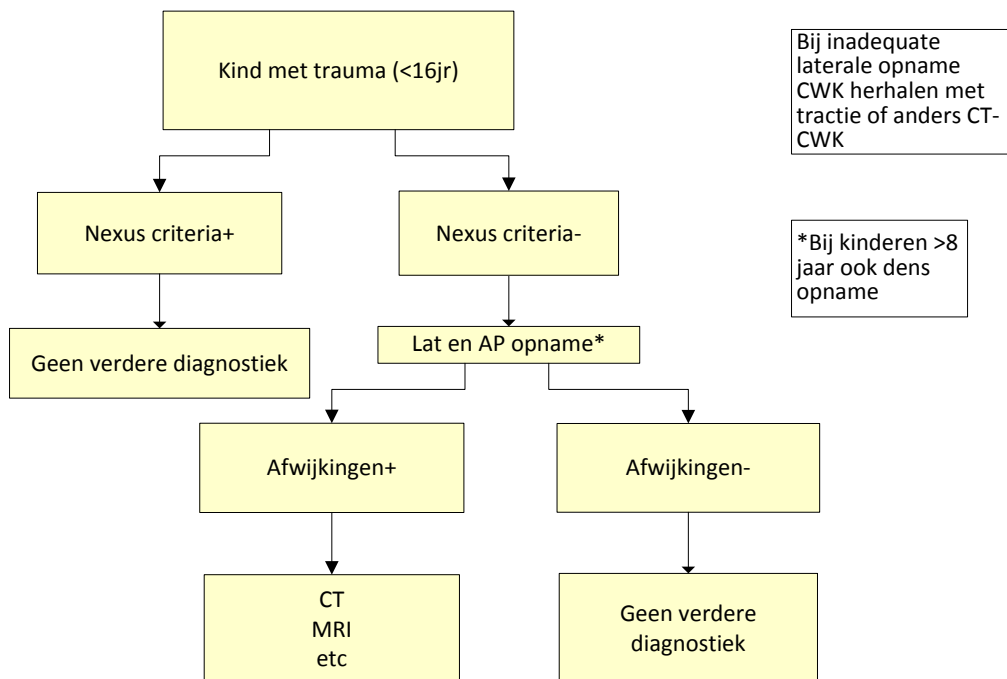 Kind met trauma (<16jr)
Bij inadequate
laterale opname
CWK herhalen met
tractie of anders CT-
CWK
Nexus criteria+
Nexus criteria-
*Bij kinderen >8
jaar ook dens
opname
Geen verdere diagnostiek
Lat en AP opname*
Afwijkingen+
Afwijkingen-
CT
MRI
etc
Geen verdere
diagnostiek